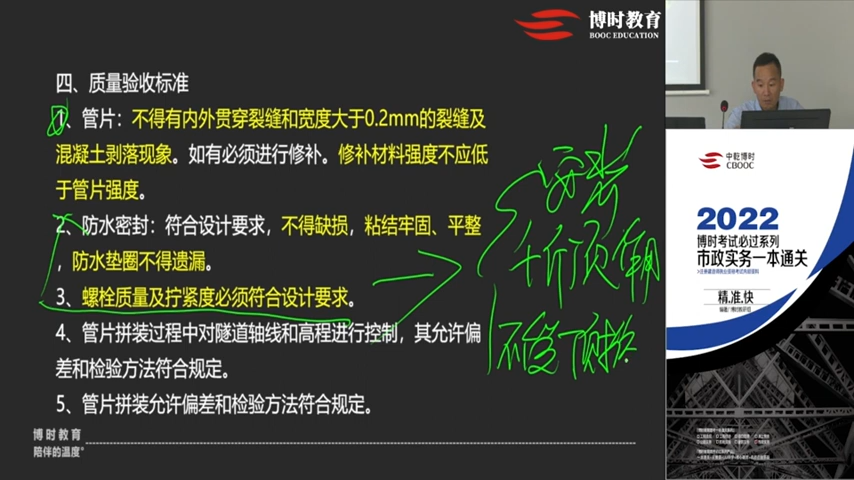 博时教育
BOOC EDUCATION
四、质量验收标准
1、管片：不得有内外贯穿裂缝和宽度大于0.2mm的裂缝及
混凝土剥落现象。如有必须进行修补。修补材料强度不应低
于管片强度。
2、防水密封：符合设计要求，不得缺损，粘结牢固、平整
，防水垫圈不得遗漏。
3、螺栓质量及拧紧度必须符合设计要求。
4、管片拼装过程中对隧道轴线和高程进行控制，其允许偏
差和检验方法符合规定。
5、管片拼装允许偏差和检验方法符合规定。
安装
千斤顶
顶
博时教育
陪伴的温度
中乾博时
CBOOC
2022
博时考试必过系列
市政实务一本通关
精,准,快